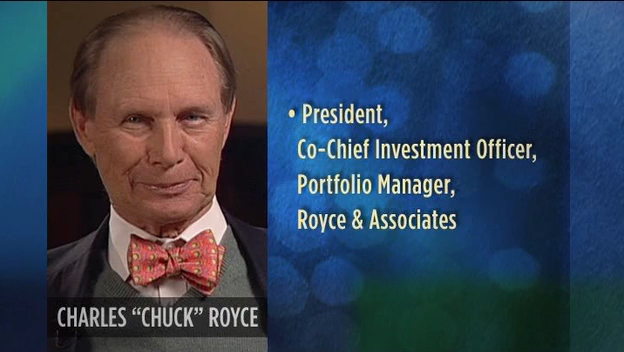 • President,
Co-Chief Investment Officer,
Portfolio Manager,
Royce & Associates
CHARLES “CHUCK” ROYCE